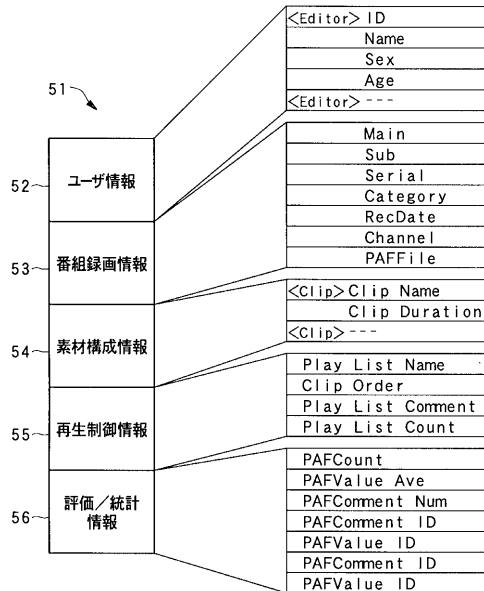 51
52
ユーザ情報
53
番組録画情報
54
素材構成情報
55
再生制御情報
56
評価／統計
情報
<Editor> ID
Name
Sex
Age
<Editor> ---
Main
Sub
Serial
Category
RecDate
Channel
PAFFile
<Clip> Clip Name
Clip Duration
<Clip> ---
Play List Name
Clip Order
Play List Comment
Play List Count
PAFCount
PAFValue Ave
PAFComment Num
PAFComment ID
PAFValue ID
PAFComment ID
PAFValue ID